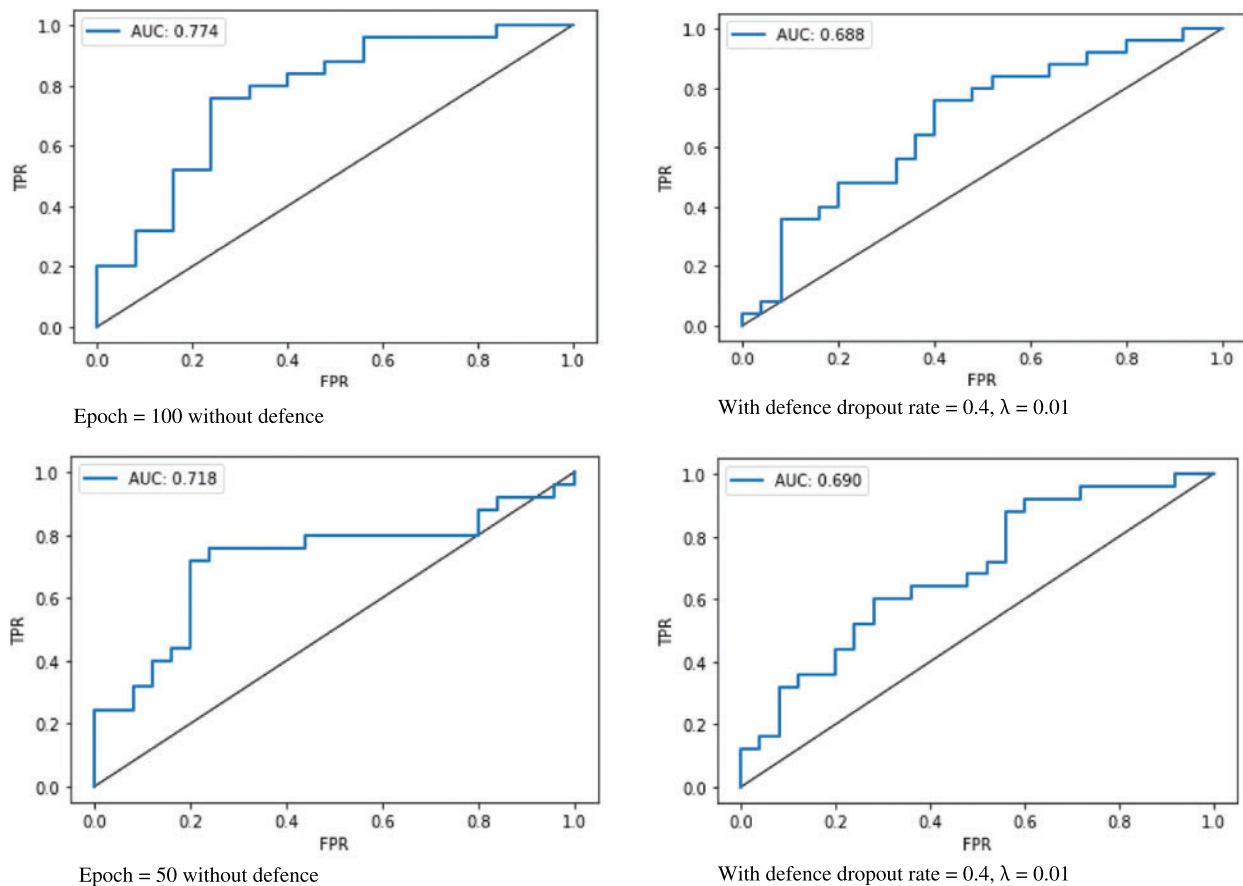 AUC: 0.774
1.0
0.8
0.6
0.4
0.2
0.0
TPR
0.0 0.2 0.4 0.6 0.8 1.0
FPR
Epoch = 100 without defence
AUC: 0.688
1.0
0.8
0.6
0.4
0.2
0.0
TPR
0.0 0.2 0.4 0.6 0.8 1.0
FPR
With defence dropout rate = 0.4, λ = 0.01
AUC: 0.718
1.0
0.8
0.6
0.4
0.2
0.0
TPR
0.0 0.2 0.4 0.6 0.8 1.0
FPR
Epoch = 50 without defence
AUC: 0.690
1.0
0.8
0.6
0.4
0.2
0.0
TPR
0.0 0.2 0.4 0.6 0.8 1.0
FPR
With defence dropout rate = 0.4, λ = 0.01